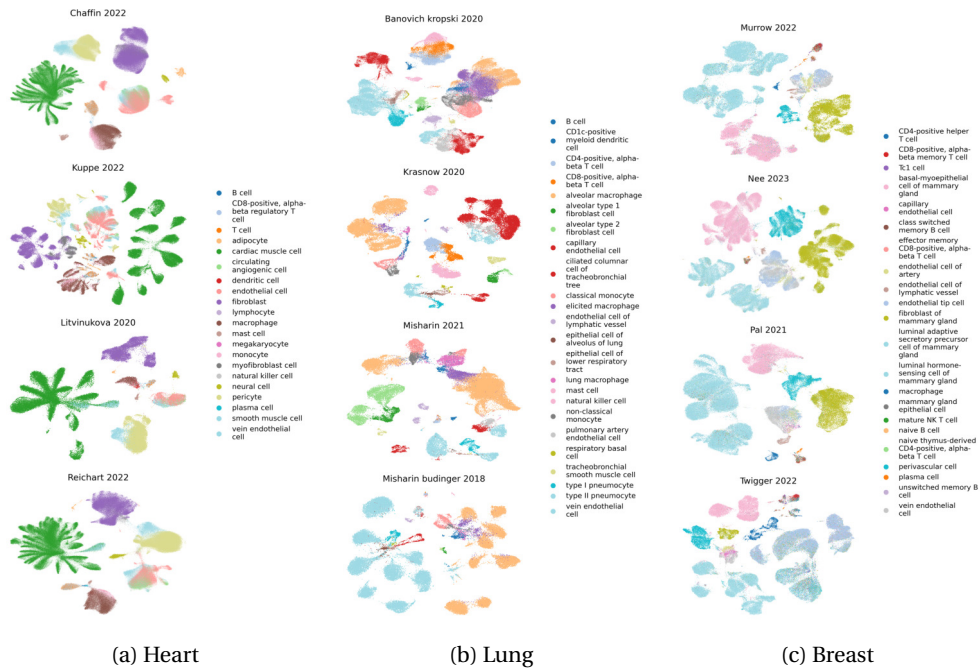 Chaffin 2022
Kuppe 2022
Litvinukova 2020
Reichart 2022
B cell
CD8-positive, alpha-
beta regulatory T
cell
T cell
adipocyte
cardiac muscle cell
circulating
angiogenic cell
dendritic cell
endothelial cell
fibroblast
lymphocyte
macrophage
mast cell
megakaryocyte
monocyte
myofibroblast cell
natural killer cell
neural cell
pericyte
plasma cell
smooth muscle cell
vein endothelial
cell
(a) Heart
Banovich kropski 2020
Krasnow 2020
Misharin 2021
Misharin budinger 2018
B cell
CD1c-positive
myeloid dendritic
cell
CD4-positive, alpha-
beta T cell
CD8-positive, alpha-
beta T cell
alveolar macrophage
alveolar type 1
fibroblast cell
alveolar type 2
fibroblast cell
capillary
endothelial cell
ciliated columnar
cell of
tracheobronchial
tree
classical monocyte
elicited macrophage
endothelial cell of
lymphatic vessel
epithelial cell of
alveolus of lung
epithelial cell of
lower respiratory
tract
lung macrophage
mast cell
natural killer cell
non-classical
monocyte
pulmonary artery
endothelial cell
respiratory basal
cell
tracheobronchial
smooth muscle cell
type I pneumocyte
type II pneumocyte
vein endothelial
cell
(b) Lung
Murrow 2022
Nee 2023
Pal 2021
Twigger 2022
CD4-positive helper
T cell
CD8-positive, alpha-
beta memory T cell
Tc1 cell
basal-myoepithelial
cell of mammary
gland
capillary
endothelial cell
class switched
memory B cell
effector memory
CD8-positive, alpha-
beta T cell
endothelial cell of
artery
endothelial cell of
lymphatic vessel
endothelial tip cell
fibroblast of
mammary gland
luminal adaptive
secretory precursor
cell of mammary
gland
luminal hormone-
sensing cell of
mammary gland
macrophage
mammary gland
epithelial cell
mature NK T cell
naive B cell
naive thymus-derived
CD4-positive, alpha-
beta T cell
perivascular cell
plasma cell
unswitched memory B
cell
vein endothelial
cell
(c) Breast